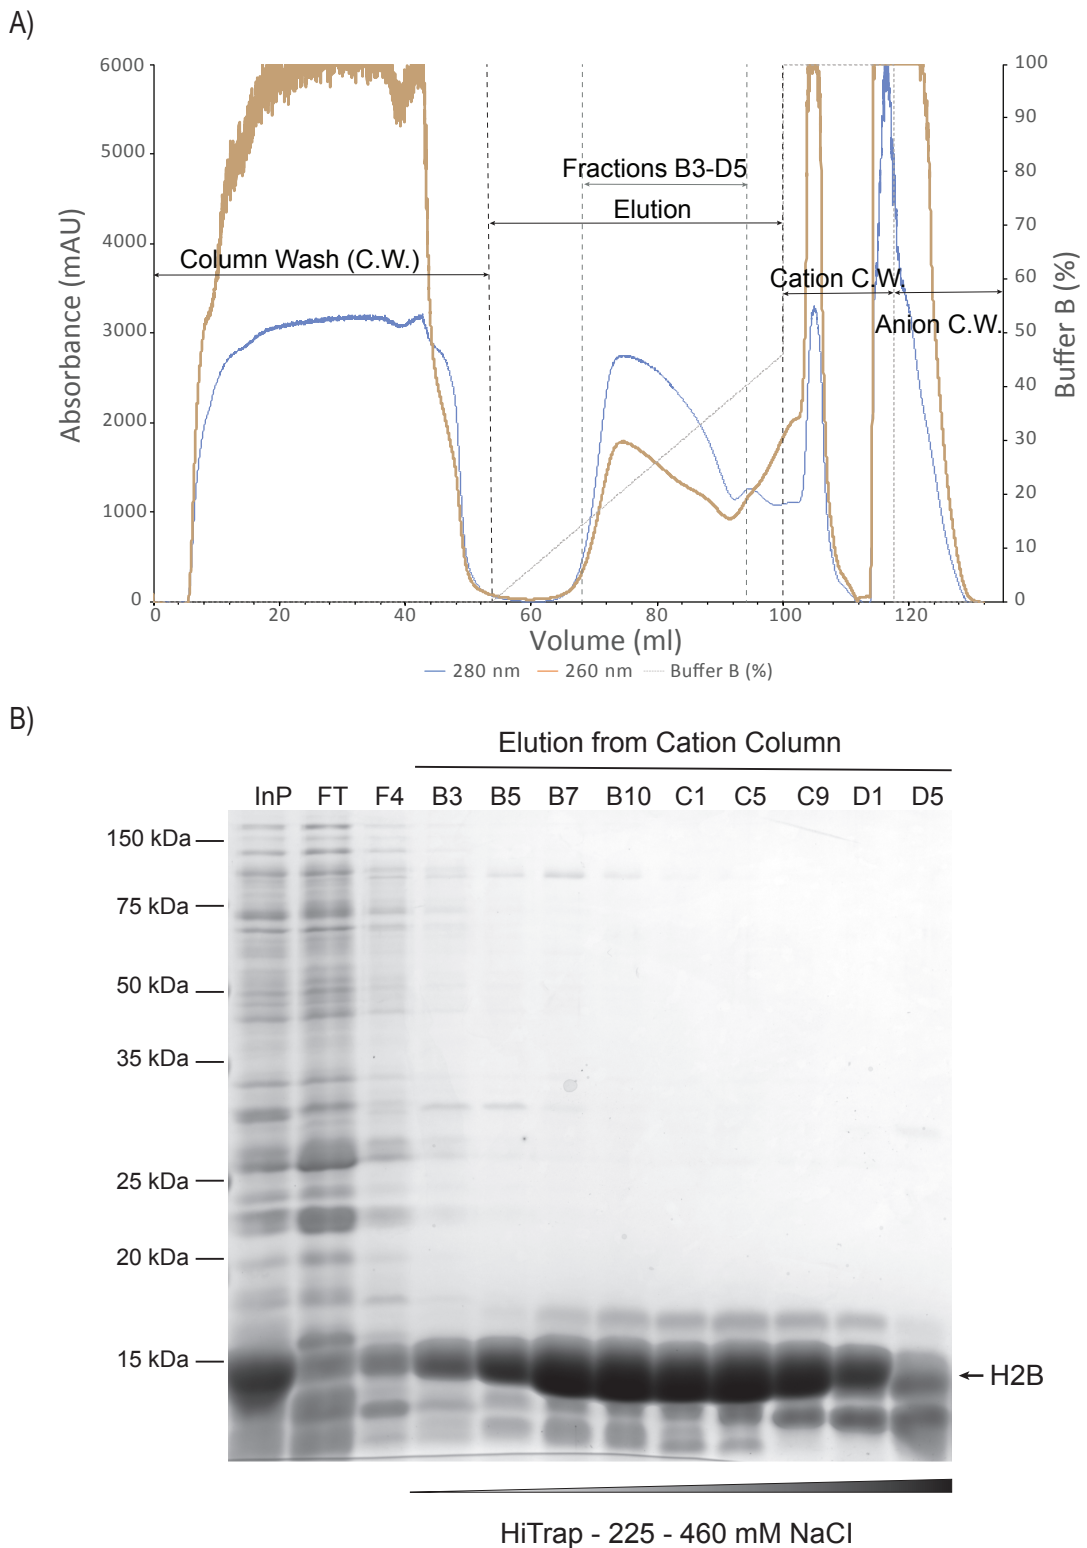 A)
6000
5000
4000
3000
2000
1000
0
Absorbance (mAU)
100
90
80
70
60
50
40
30
20
10
0
Buffer B (%)
Fractions B3-D5
Elution
Column Wash (C.W.)
Cation C.W.
Anion C.W.
0 20 40 60 80 100 120
Volume (ml)
280 nm 260 nm Buffer B (%)
B)
Elution from Cation Column
InP FT F4 B3 B5 B7 B10 C1 C5 C9 D1 D5
150 kDa
75 kDa
50 kDa
35 kDa
25 kDa
20 kDa
15 kDa
H2B
HiTrap - 225 - 460 mM NaCl